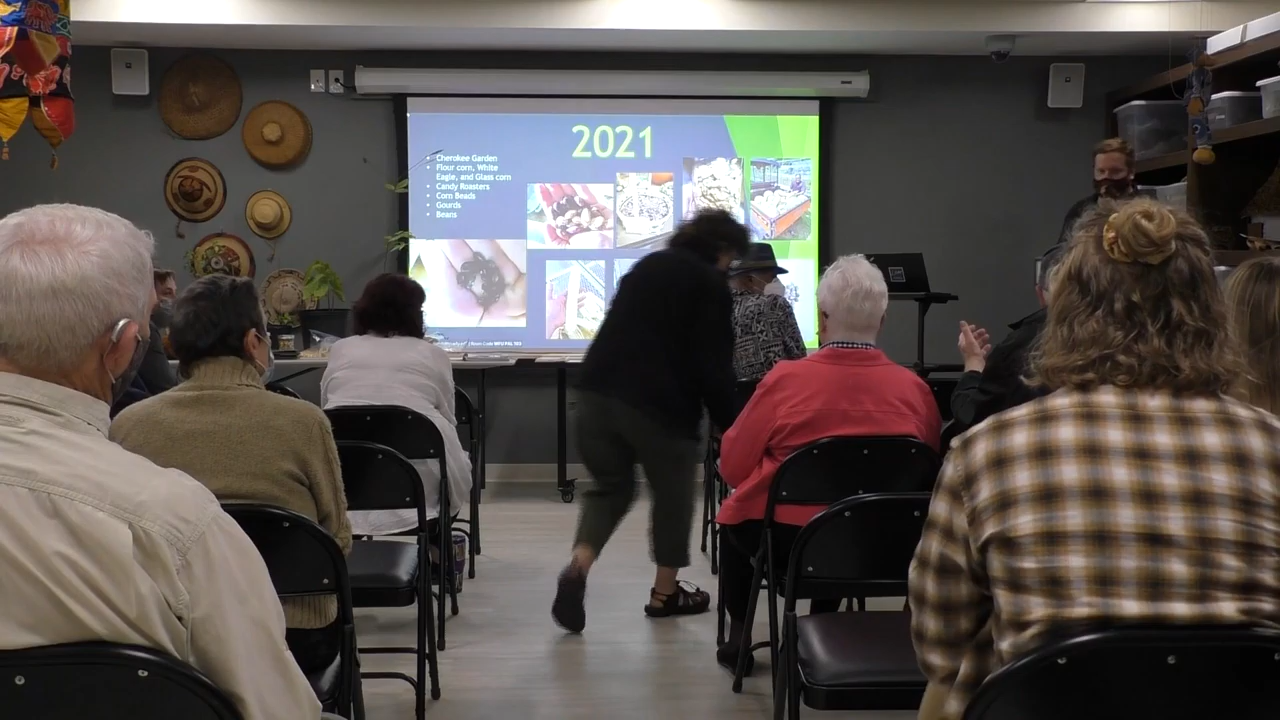 2021
• Cherokee Garden
• Flour corn, White
Eagle, and Glass corn
• Candy Roasters
• Corn Beads
• Gourds
• Beans